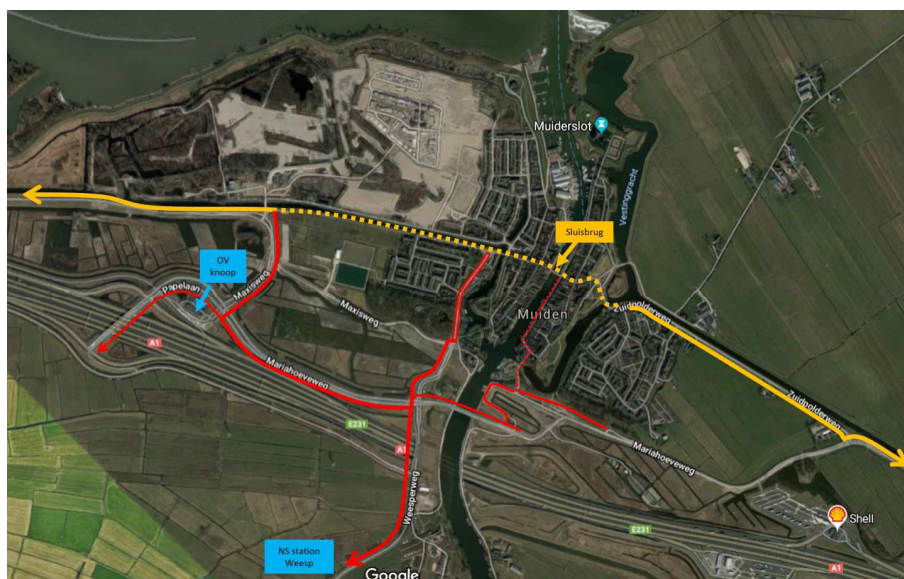 Muiderslot
Vestinggracht
Sluisbrug
OV
knoop
Papelaan
Maxisweg
Maxisweg
Muiden
Zuidpolderweg
A1
Mariahoeveweg
E231
A1
Zuidpolderweg
Mariahoeveweg
Weesperweg
Shell
E231
NS station
Weesp
A1
Google